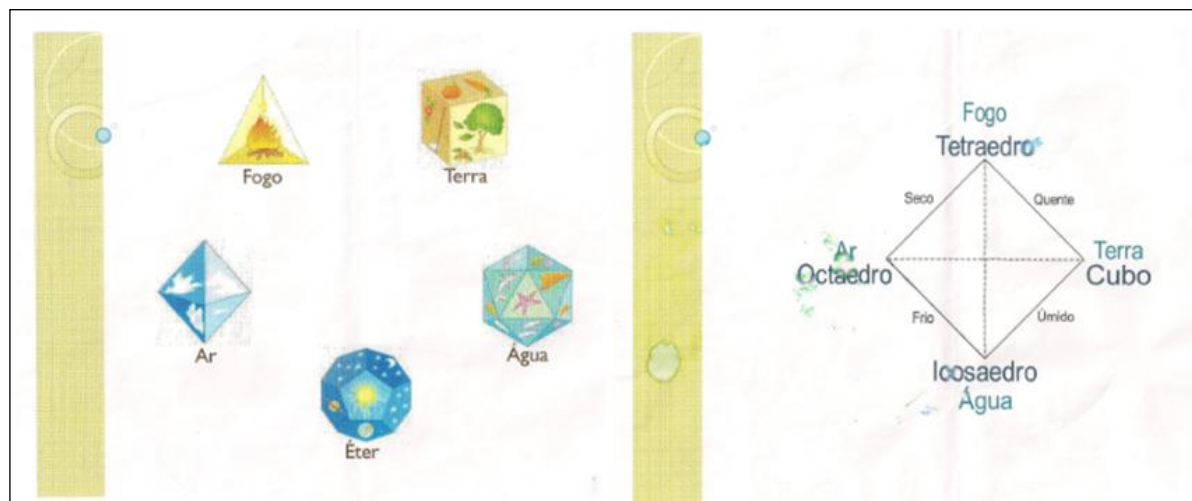 Fogo
Terra
Ar
Água
Éter
Fogo
Tetraedro
Seco
Quente
Ar
Octaedro
Terra
Cubo
Frio
Úmido
Icosaedro
Água